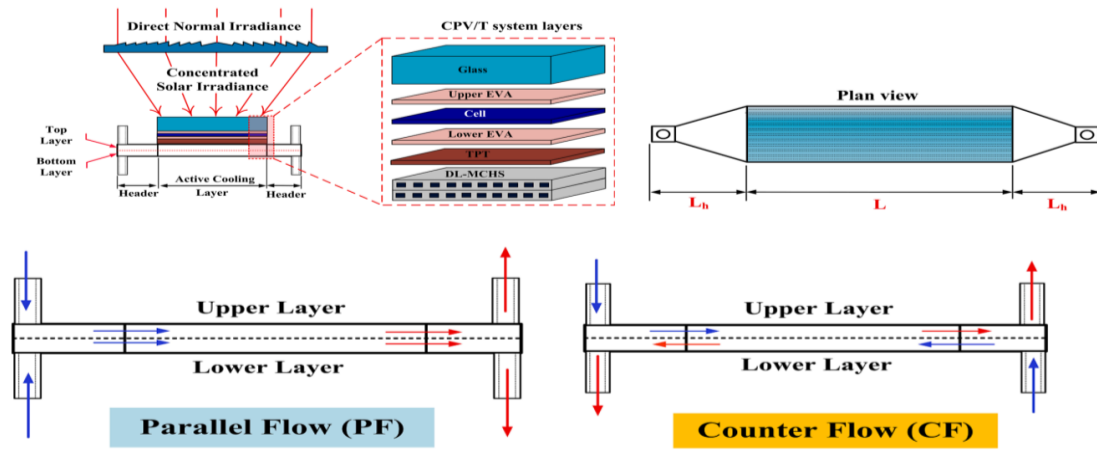 Direct Normal Irradiance
Concentrated
Solar Irradiance
Top
Layer
Bottom
Layer
Header
Active Cooling
Layer
Header
CPV/T system layers
Glass
Upper EVA
Cell
Lower EVA
TPT
DL-MCHS
Plan view
L_h
L
L_h
Upper Layer
Lower Layer
Parallel Flow (PF)
Upper Layer
Lower Layer
Counter Flow (CF)